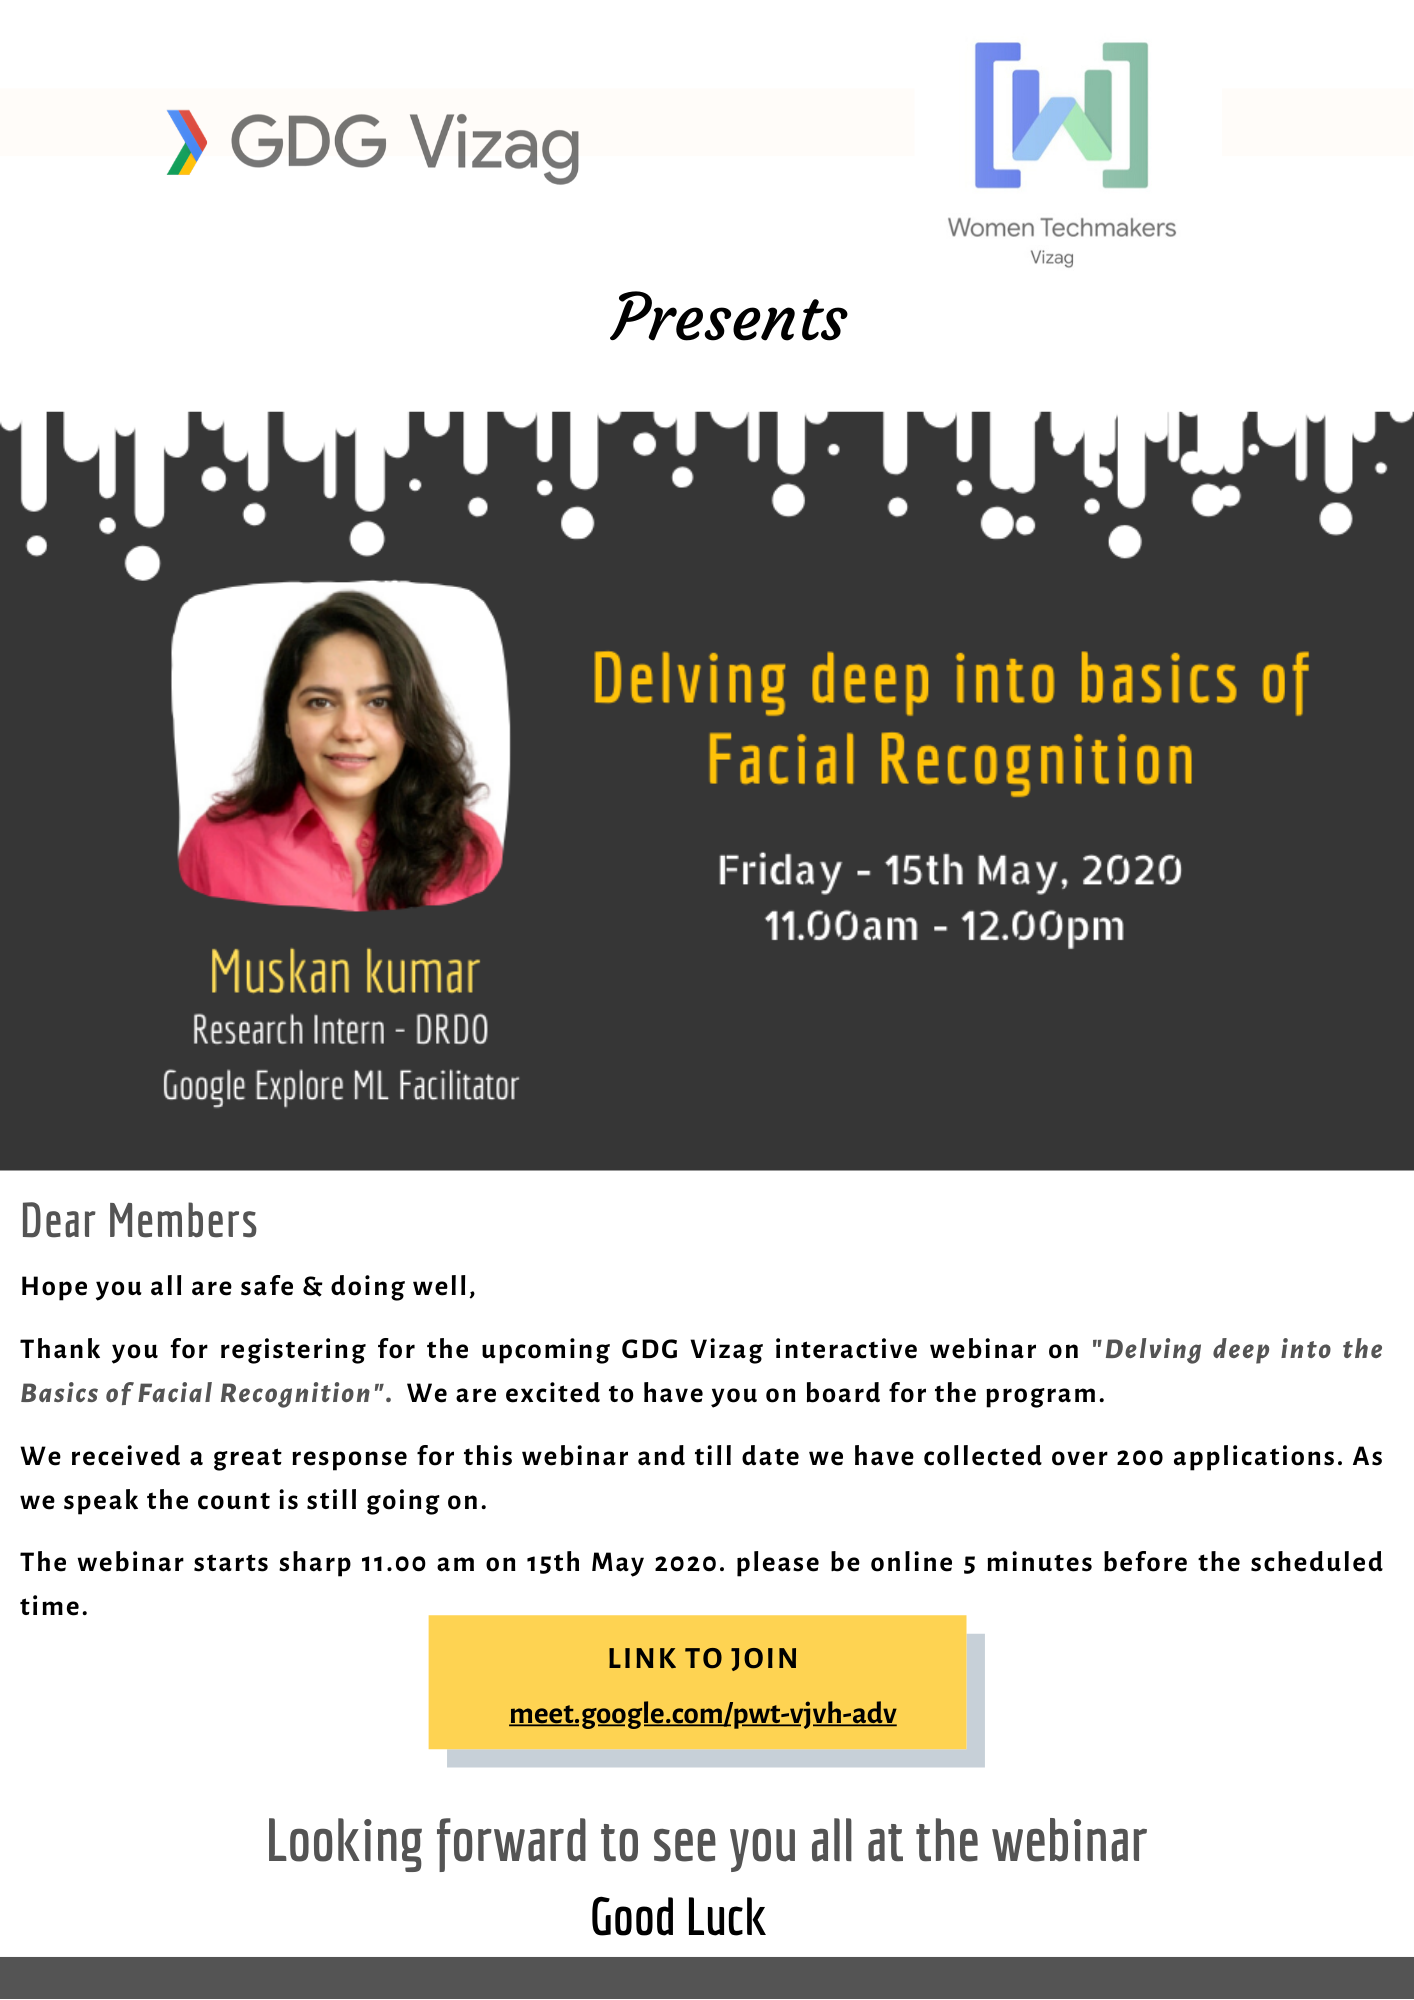 GDG Vizag
Women Techmakers
Vizag
Presents
Delving deep into basics of
Facial Recognition
Friday - 15th May, 2020
11.00am - 12.00pm
Muskan kumar
Research Intern - DRDO
Google Explore ML Facilitator
Dear Members
Hope you all are safe & doing well,
Thank you for registering for the upcoming GDG Vizag interactive webinar on "Delving deep into the
Basics of Facial Recognition". We are excited to have you on board for the program.
We received a great response for this webinar and till date we have collected over 200 applications. As
we speak the count is still going on.
The webinar starts sharp 11.00 am on 15th May 2020. please be online 5 minutes before the scheduled
time.
LINK TO JOIN
meet.google.com/pwt-vjvh-adv
Looking forward to see you all at the webinar
Good Luck